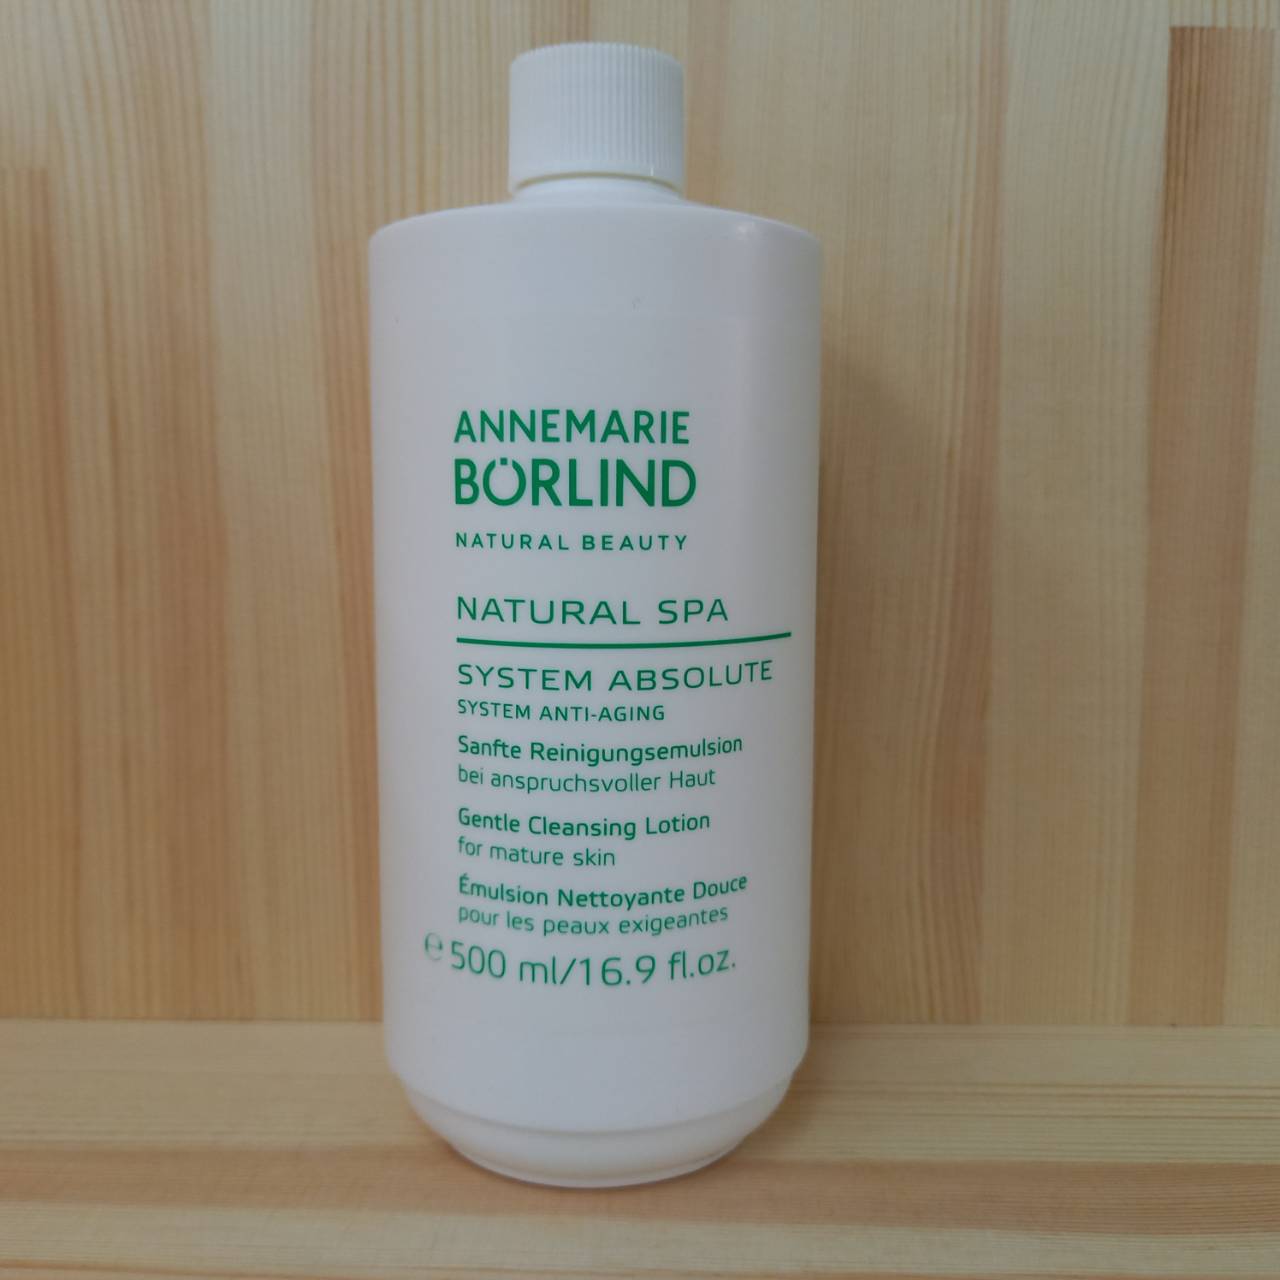 ANNEMARIE
BÖRLIND
NATURAL BEAUTY
NATURAL SPA
SYSTEM ABSOLUTE
SYSTEM ANTI-AGING
Sanfte Reinigungsemulsion
bei anspruchsvoller Haut
Gentle Cleansing Lotion
for mature skin
Émulsion Nettoyante Douce
pour les peaux exigeantes
℮ 500 ml/16.9 fl.oz.